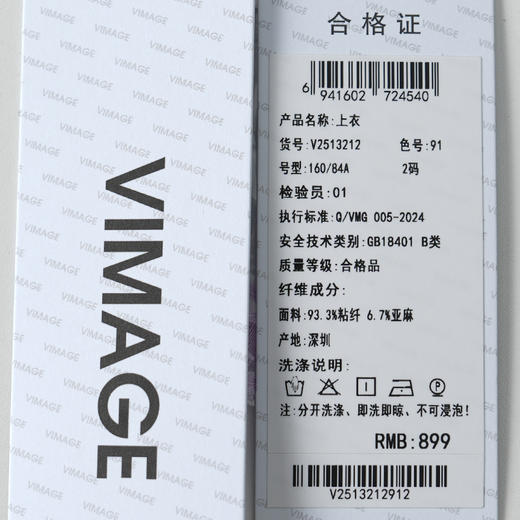 VIMAGE
合格证
6 941602 724540
产品名称:上衣
货号:V2513212 色号:91
号型:160/84A 2码
检验员:01
执行标准:Q/VMG 005-2024
安全技术类别:GB18401 B类
质量等级:合格品
纤维成分:
面料:93.3%粘纤 6.7%亚麻
产地:深圳
洗涤说明:
注:分开洗涤、即洗即晾、不可浸泡!
RMB:899
V2513212912